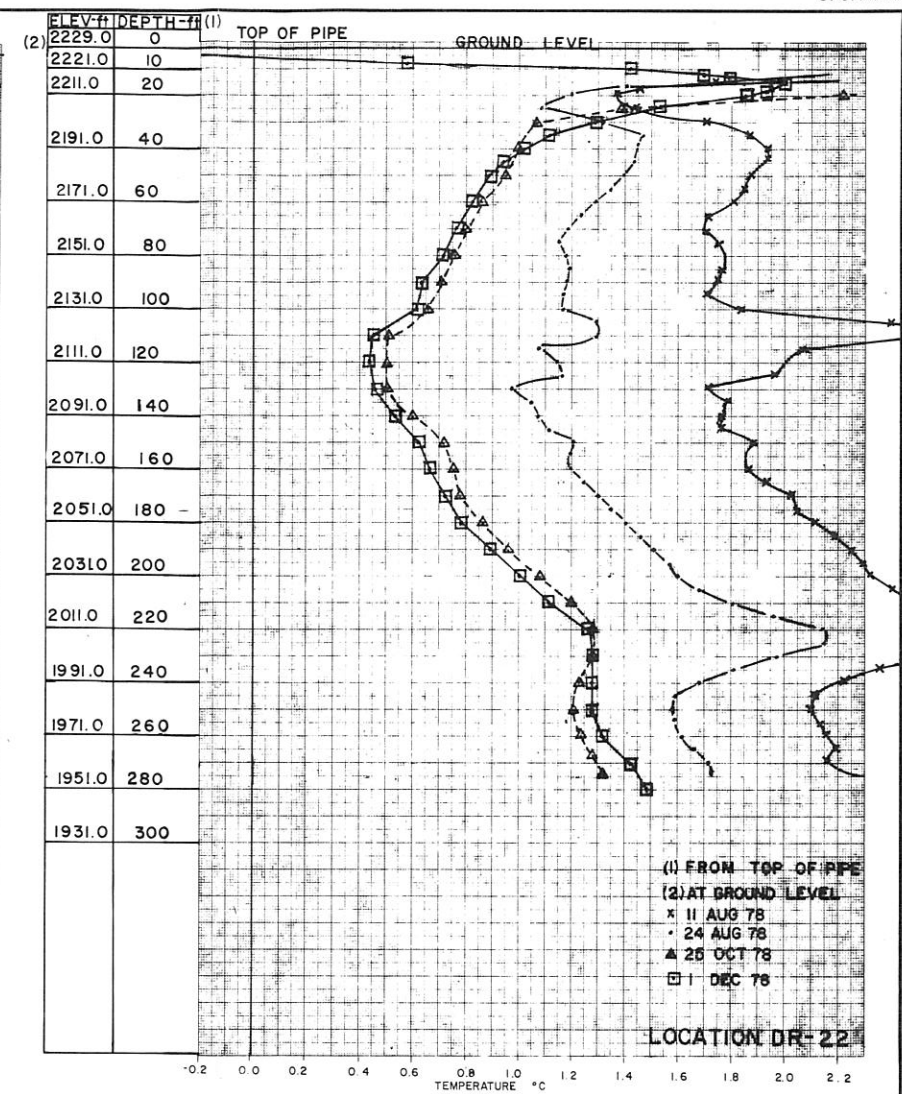 ELEV-ft DEPTH-ft (1)
TOP OF PIPE
(2) 2229.0 0
GROUND LEVEL
2221.0 10
2211.0 20
2191.0 40
2171.0 60
2151.0 80
2131.0 100
2111.0 120
2091.0 140
2071.0 160
2051.0 180
2031.0 200
2011.0 220
1991.0 240
1971.0 260
1951.0 280
1931.0 300
(1) FROM TOP OF PIPE
(2) AT GROUND LEVEL
x 11 AUG 78
· 24 AUG 78
▲ 25 OCT 78
⊡ 1 DEC 78
LOCATION DR-22
-0.2 0.0 0.2 0.4 0.6 0.8 1.0 1.2 1.4 1.6 1.8 2.0 2.2
TEMPERATURE °C